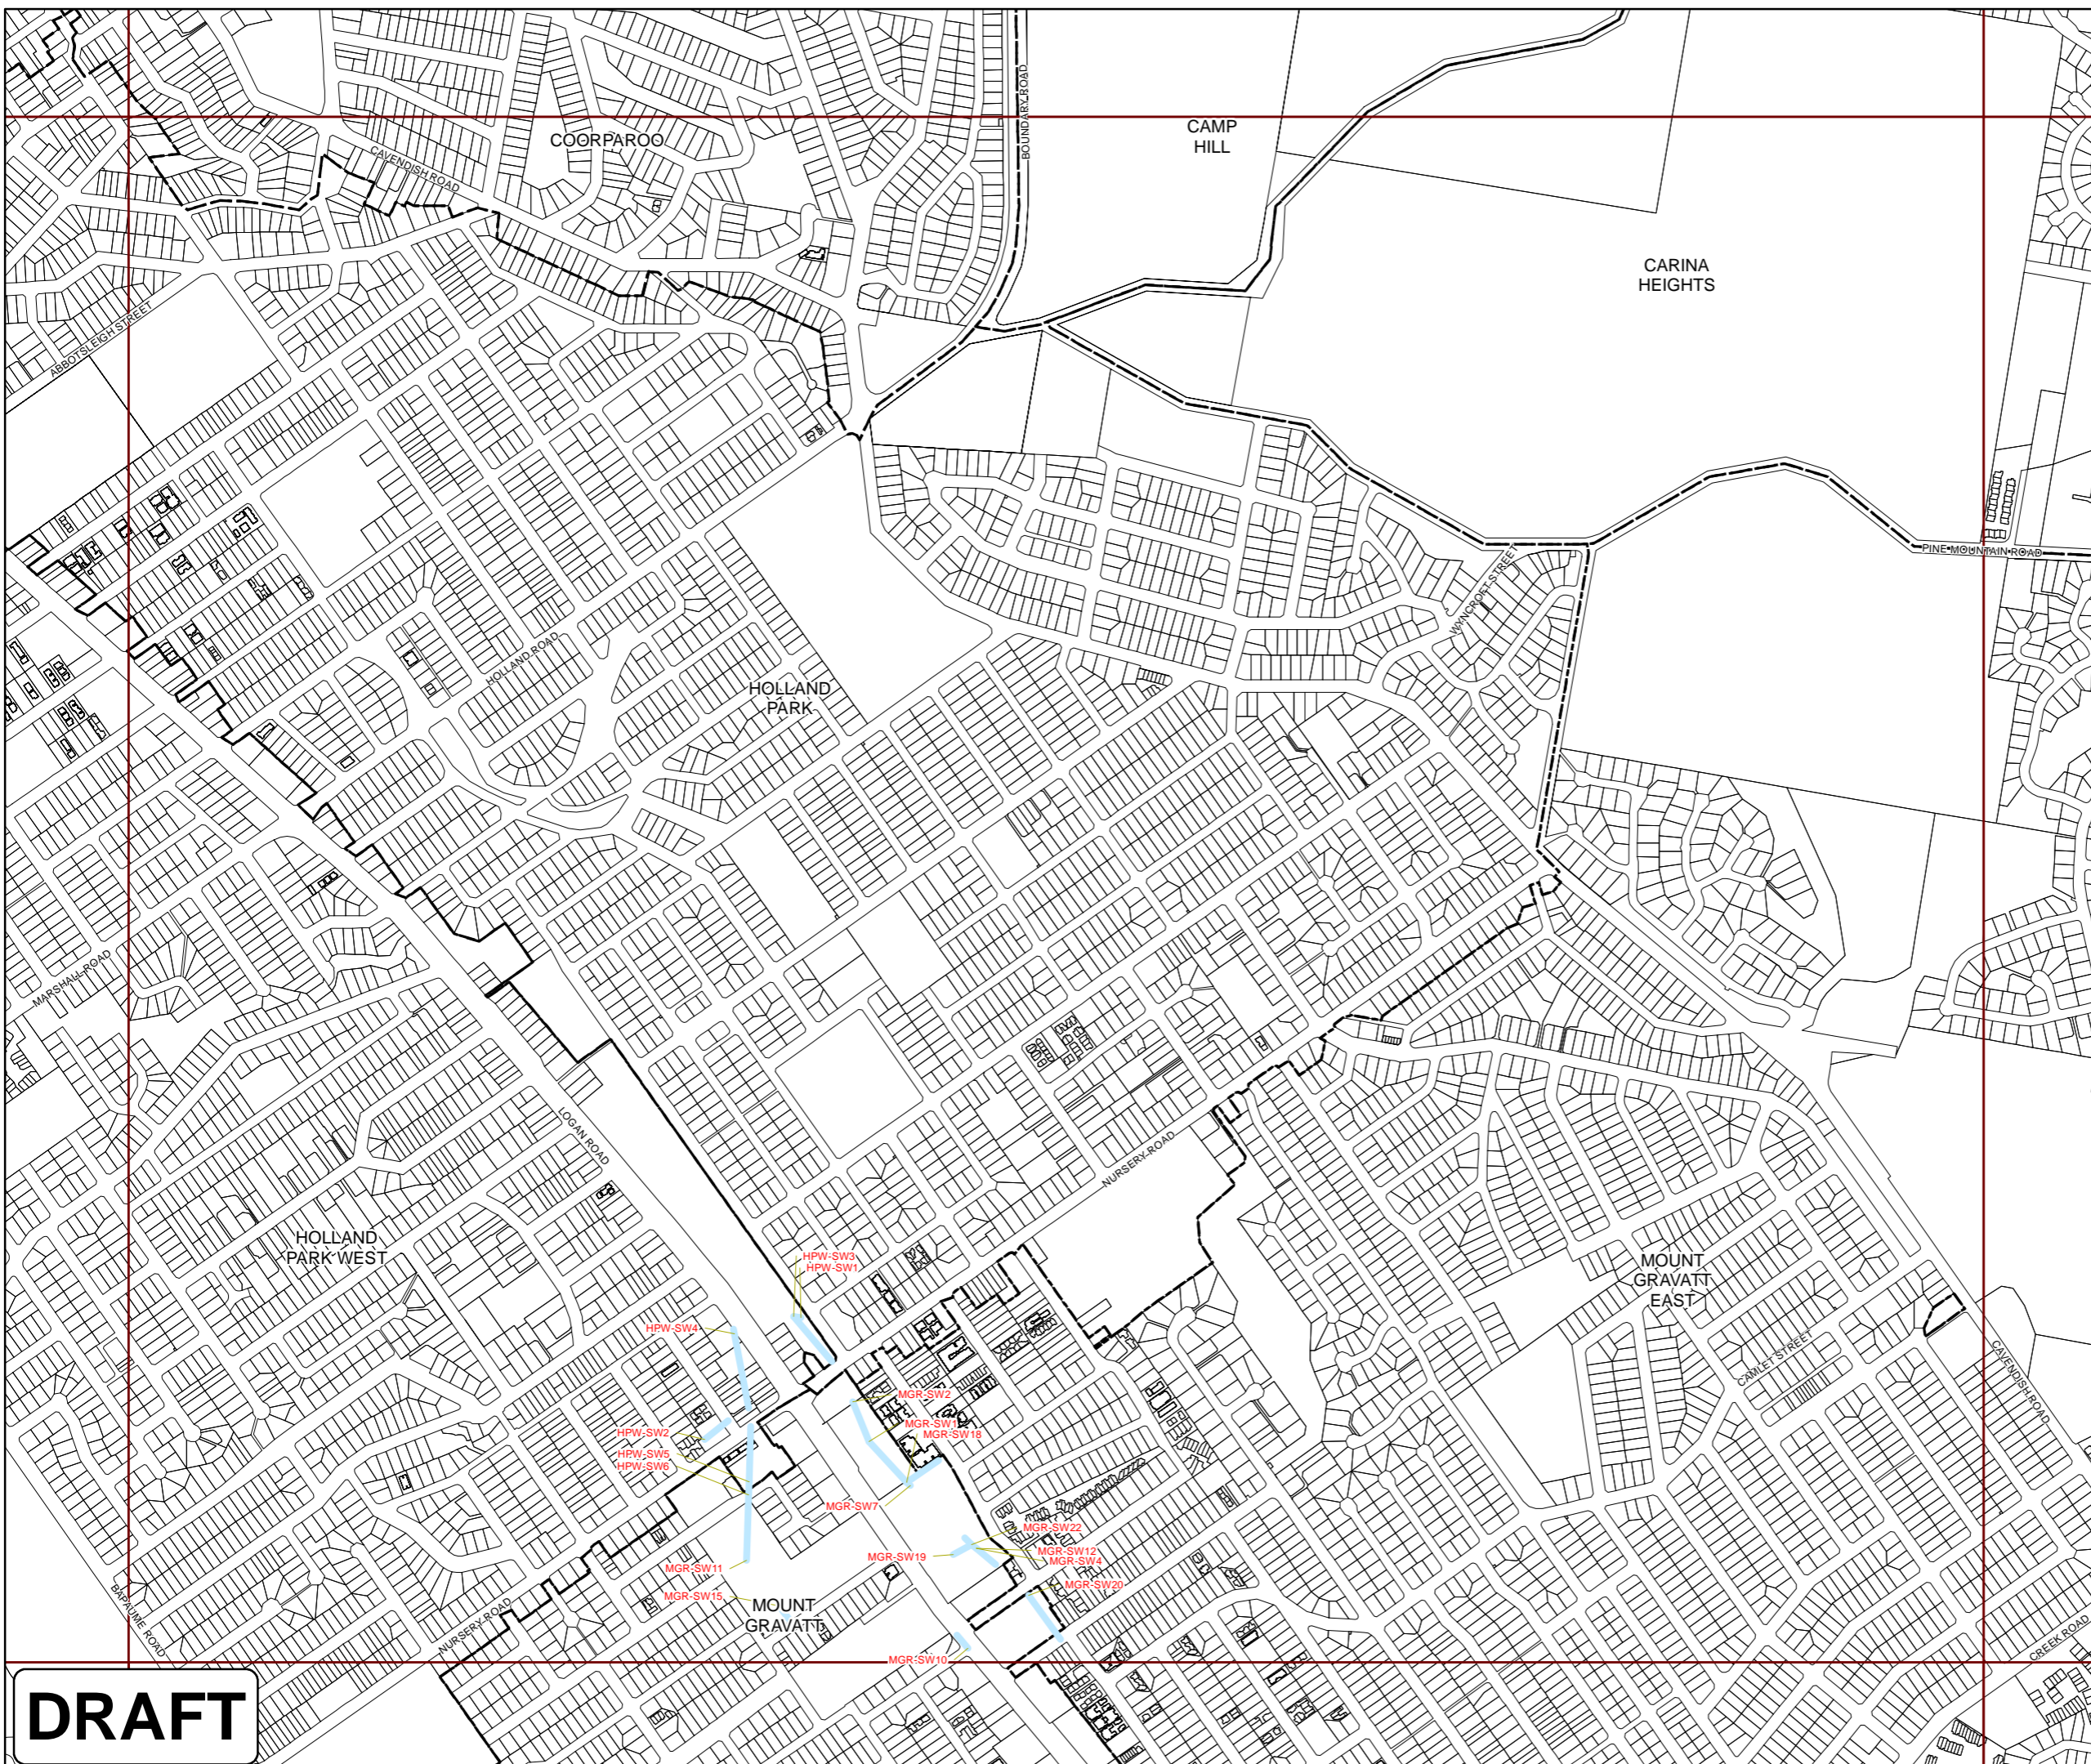 BOUNDARY ROAD
CAMP
HILL
COORPAROO
CAVENDISH ROAD
CARINA
HEIGHTS
ABBOTSLEIGH STREET
PINE MOUNTAIN ROAD
WYNCROFT STREET
HOLLAND ROAD
HOLLAND
PARK
MARSHALL ROAD
LOGAN ROAD
NURSERY ROAD
HOLLAND
PARK WEST
HPW-SW3
HPW-SW1
MOUNT
GRAVATT
EAST
HPW-SW4
CAMLET STREET
CAVENDISH ROAD
MGR-SW2
MGR-SW1
HPW-SW2
MGR-SW18
HPW-SW5
HPW-SW6
MGR-SW7
MGR-SW22
MGR-SW12
MGR-SW19
MGR-SW4
MGR-SW11
MGR-SW20
MGR-SW15
BAPAUME ROAD
MOUNT
GRAVATT
NURSERY ROAD
CREEK ROAD
MGR-SW10
DRAFT